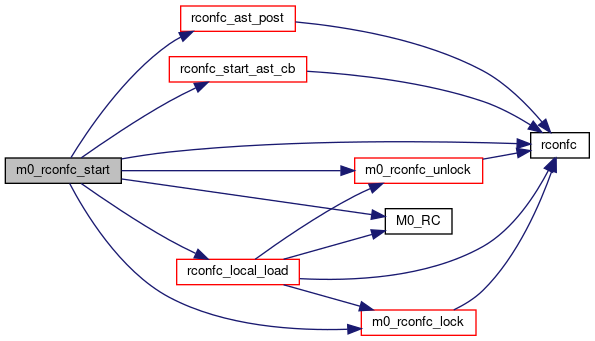 rconfc_ast_post
rconfc_start_ast_cb
rconfc
m0_rconfc_start
m0_rconfc_unlock
M0_RC
rconfc_local_load
m0_rconfc_lock